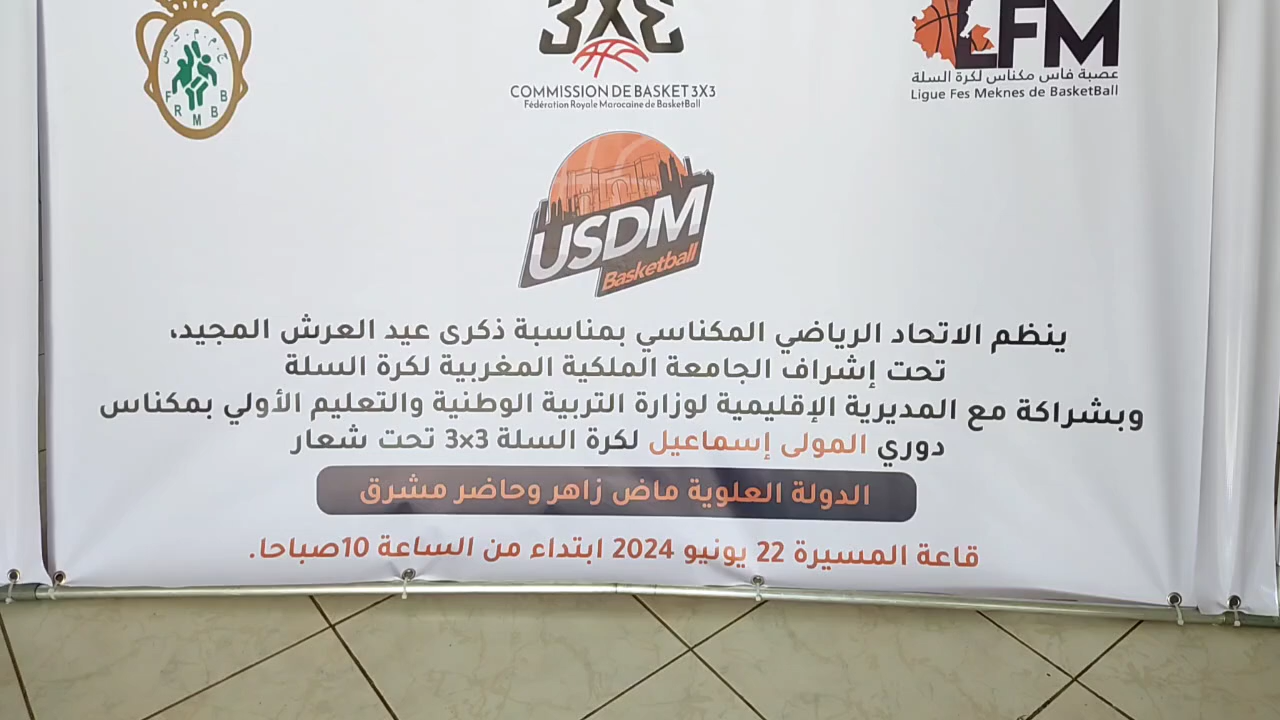 ج.م.م.ك.س
F R M B B
3X3
COMMISSION DE BASKET 3X3
Fédération Royale Marocaine de BasketBall
LFM
عصبة فاس مكناس لكرة السلة
Ligue Fes Meknes de BasketBall
USDM
Basketball
ينظم الاتحاد الرياضي المكناسي بمناسبة ذكرى عيد العرش المجيد،
تحت إشراف الجامعة الملكية المغربية لكرة السلة
وبشراكة مع المديرية الإقليمية لوزارة التربية الوطنية والتعليم الأولي بمكناس
دوري المولى إسماعيل لكرة السلة 3×3 تحت شعار
الدولة العلوية ماض زاهر وحاضر مشرق
قاعة المسيرة 22 يونيو 2024 ابتداء من الساعة 10صباحا.